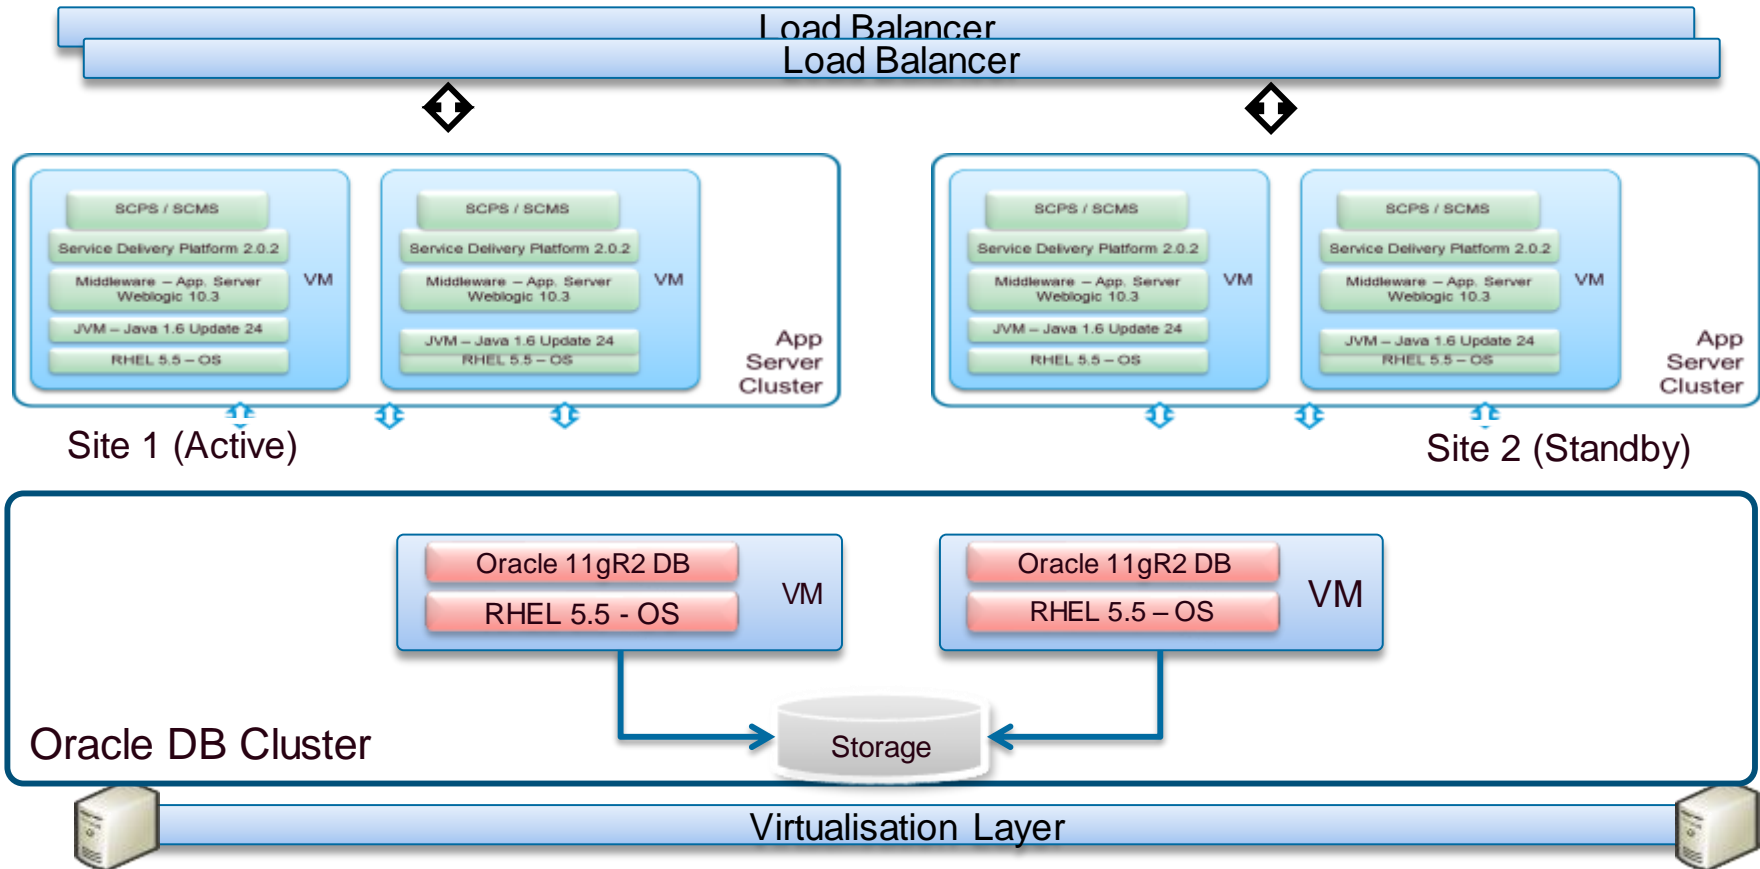 Load Balancer
Load Balancer
SCPS / SCMS
Service Delivery Platform 2.0.2
Middleware – App. Server
Weblogic 10.3
JVM – Java 1.6 Update 24
RHEL 5.5 – OS
VM
SCPS / SCMS
Service Delivery Platform 2.0.2
Middleware – App. Server
Weblogic 10.3
JVM – Java 1.6 Update 24
RHEL 5.5 – OS
VM
App
Server
Cluster
SCPS / SCMS
Service Delivery Platform 2.0.2
Middleware – App. Server
Weblogic 10.3
JVM – Java 1.6 Update 24
RHEL 5.5 – OS
VM
SCPS / SCMS
Service Delivery Platform 2.0.2
Middleware – App. Server
Weblogic 10.3
JVM – Java 1.6 Update 24
RHEL 5.5 – OS
VM
App
Server
Cluster
Site 1 (Active)
Site 2 (Standby)
Oracle 11gR2 DB
RHEL 5.5 - OS
VM
Oracle 11gR2 DB
RHEL 5.5 – OS
VM
Storage
Oracle DB Cluster
Virtualisation Layer